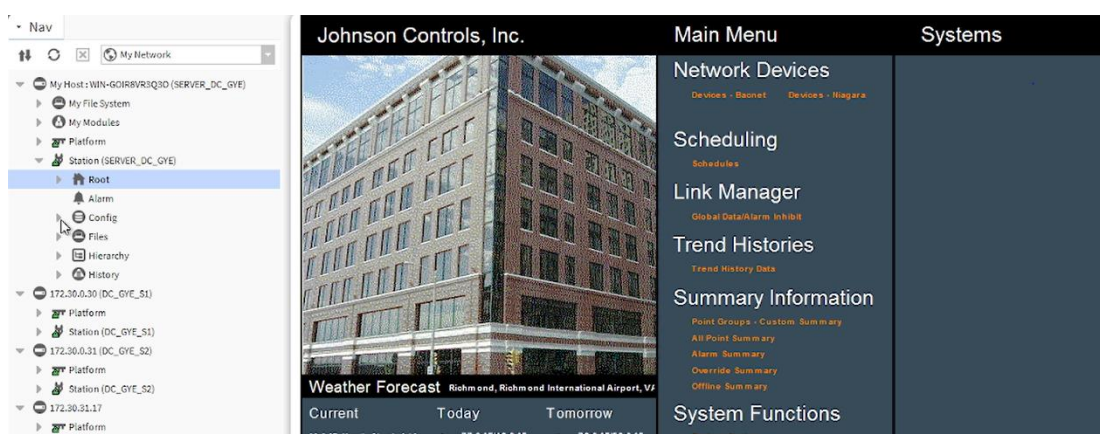 Nav
My Network
My Host : WIN-GOIR8VR3Q3O (SERVER_DC_GYE)
My File System
My Modules
Platform
Station (SERVER_DC_GYE)
Root
Alarm
Config
Files
Hierarchy
History
172.30.0.30 (DC_GYE_S1)
Platform
Station (DC_GYE_S1)
172.30.0.31 (DC_GYE_S2)
Platform
Station (DC_GYE_S2)
172.30.31.17
Platform
Johnson Controls, Inc.
Weather Forecast Richmond, Richmond International Airport, VA
Current Today Tomorrow
Main Menu
Network Devices
Devices - Bacnet Devices - Niagara
Scheduling
Schedules
Link Manager
Global Data/Alarm Inhibit
Trend Histories
Trend History Data
Summary Information
Point Groups - Custom Summary
All Point Summary
Alarm Summary
Override Summary
Offline Summary
System Functions
Systems